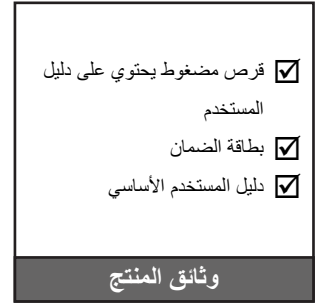 قرص مضغوط يحتوي على دليل
المستخدم
بطاقة الضمان
دليل المستخدم الأساسي
وثائق المنتج